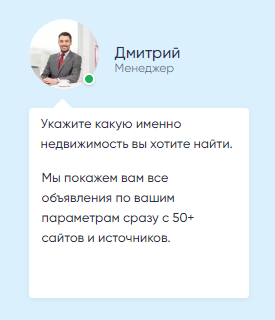 Дмитрий
Менеджер
Укажите какую именно
недвижимость вы хотите найти.
Мы покажем вам все
объявления по вашим
параметрам сразу с 50+
сайтов и источников.